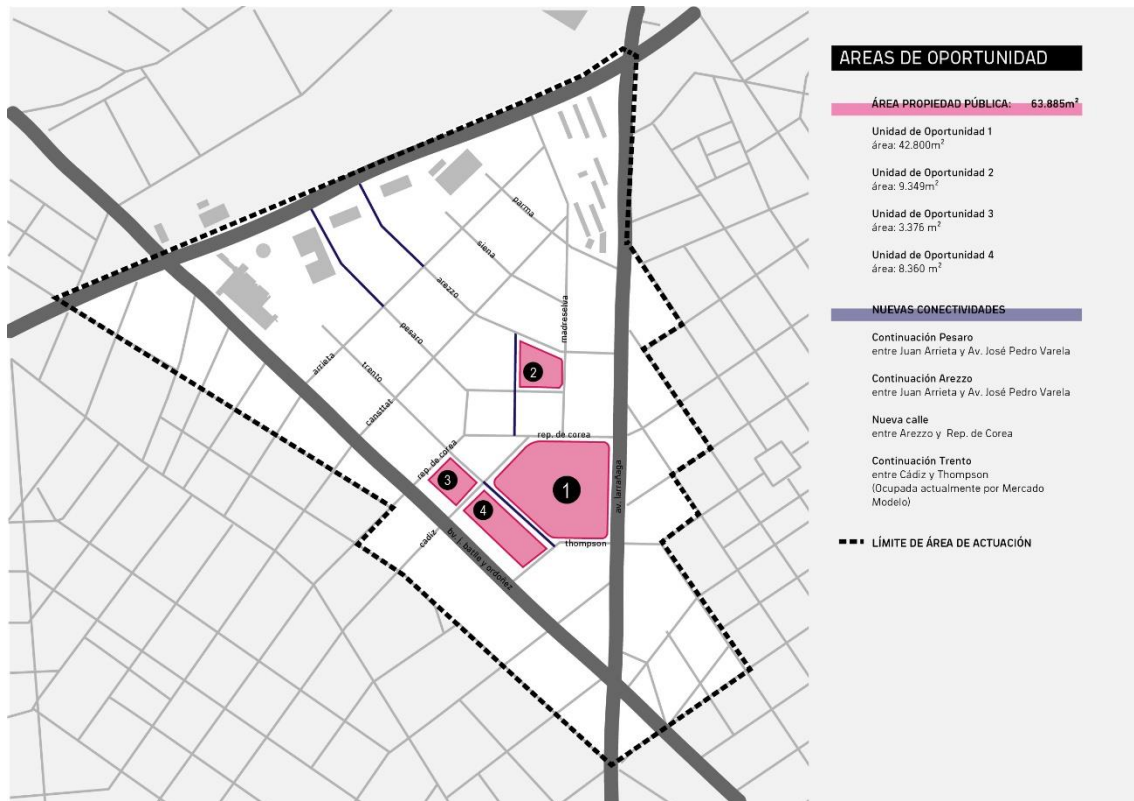 AREAS DE OPORTUNIDAD
ÁREA PROPIEDAD PÚBLICA: 63.885m²
Unidad de Oportunidad 1
área: 42.800m²
Unidad de Oportunidad 2
área: 9.349m²
Unidad de Oportunidad 3
área: 3.376 m²
Unidad de Oportunidad 4
área: 8.360 m²
NUEVAS CONECTIVIDADES
Continuación Pesaro
entre Juan Arrieta y Av. José Pedro Varela
Continuación Arezzo
entre Juan Arrieta y Av. José Pedro Varela
Nueva calle
entre Arezzo y Rep. de Corea
Continuación Trento
entre Cádiz y Thompson
(Ocupada actualmente por Mercado
Modelo)
LÍMITE DE ÁREA DE ACTUACIÓN
parma
siena
arezzo
madreselva
pesaro
arrieta
trento
cansttat
2
rep. de corea
rep. de corea
3
1
4
av. larrañaga
cadiz
bv. j. batlle y ordoñez
thompson